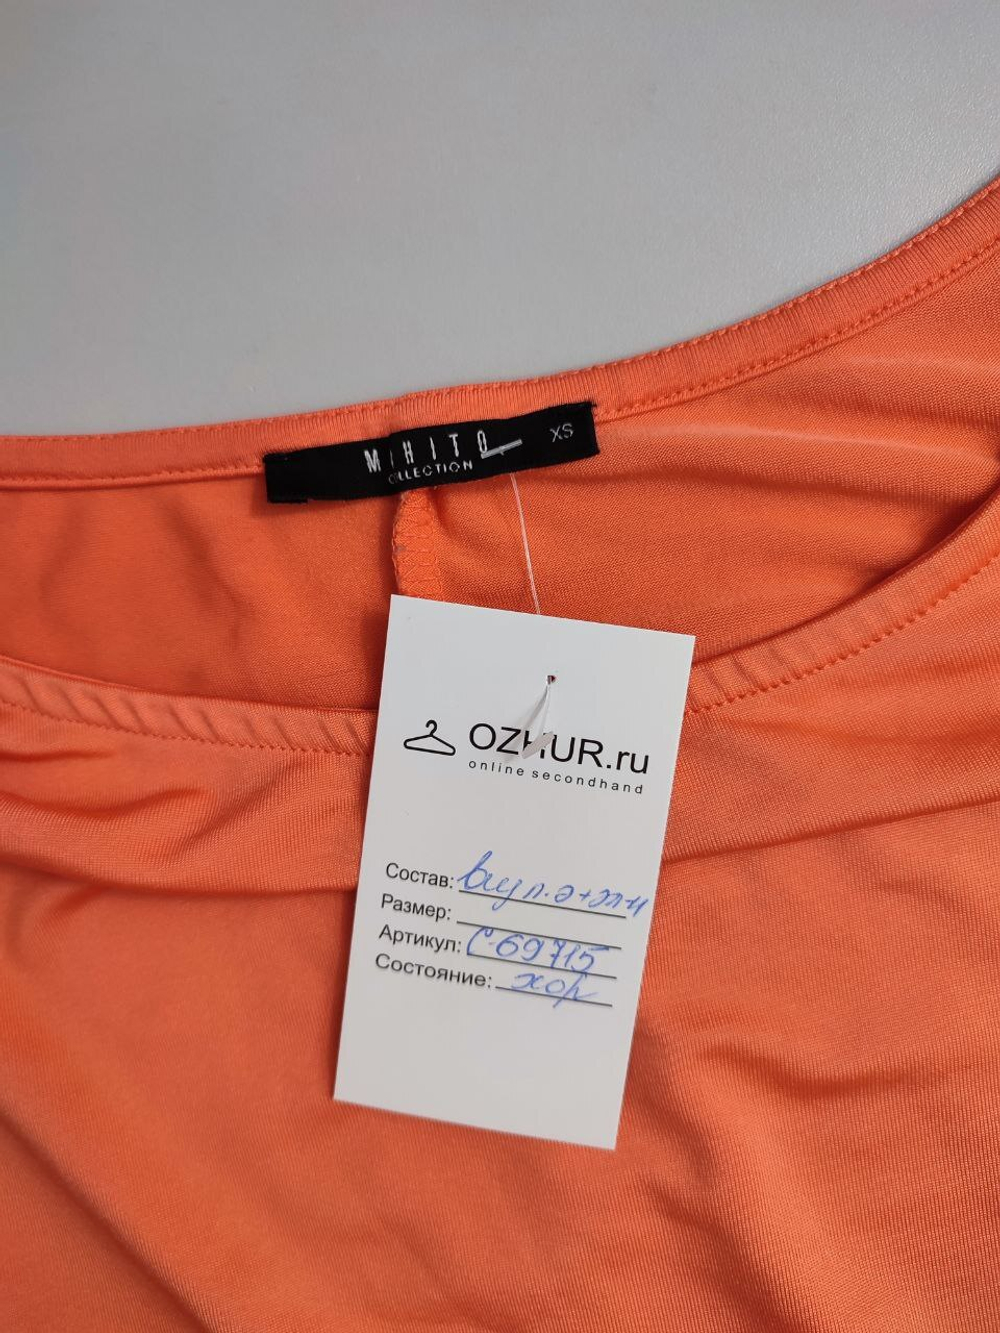 MOHITO XS
COLLECTION
OZHUR.ru
online secondhand
Состав:
Размер:
Артикул: С-69715
Состояние: хор